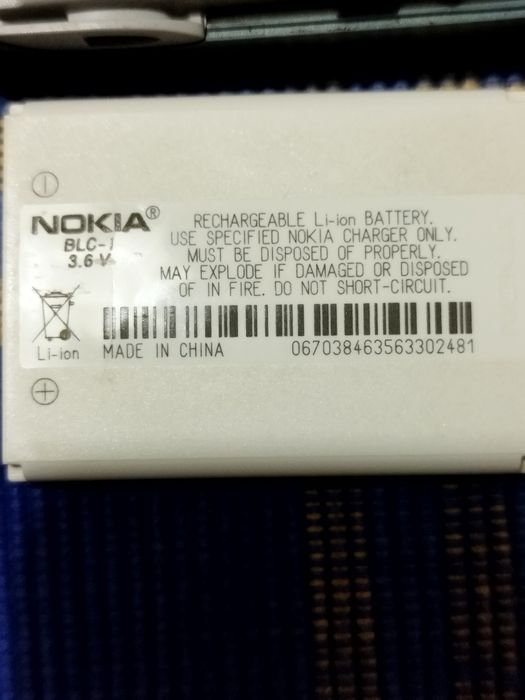 NOKIA®
BLC-1
3.6 V
RECHARGEABLE Li-ion BATTERY.
USE SPECIFIED NOKIA CHARGER ONLY.
MUST BE DISPOSED OF PROPERLY.
MAY EXPLODE IF DAMAGED OR DISPOSED
OF IN FIRE. DO NOT SHORT-CIRCUIT.
Li-ion
MADE IN CHINA
067038463563302481